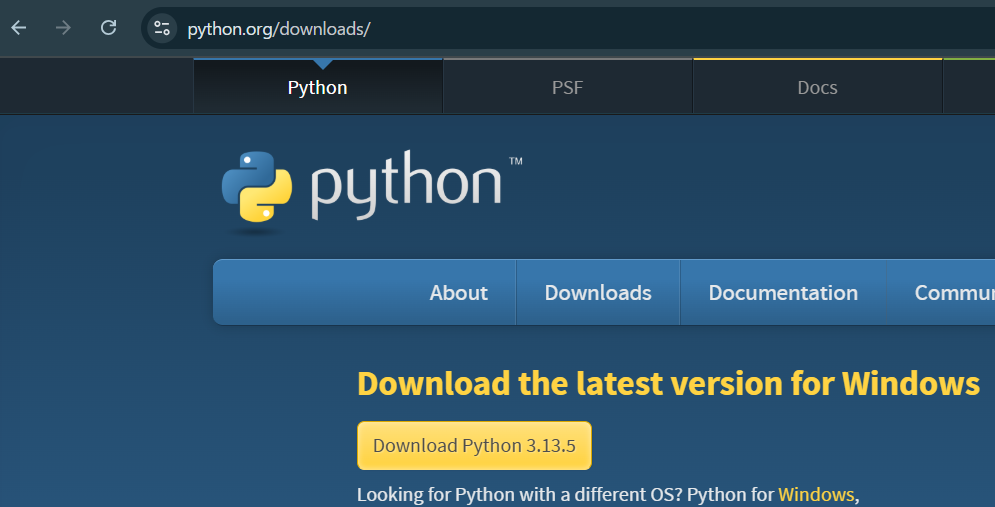 python.org/downloads/
Python PSF Docs
python™
About Downloads Documentation Commun
Download the latest version for Windows
Download Python 3.13.5
Looking for Python with a different OS? Python for Windows,